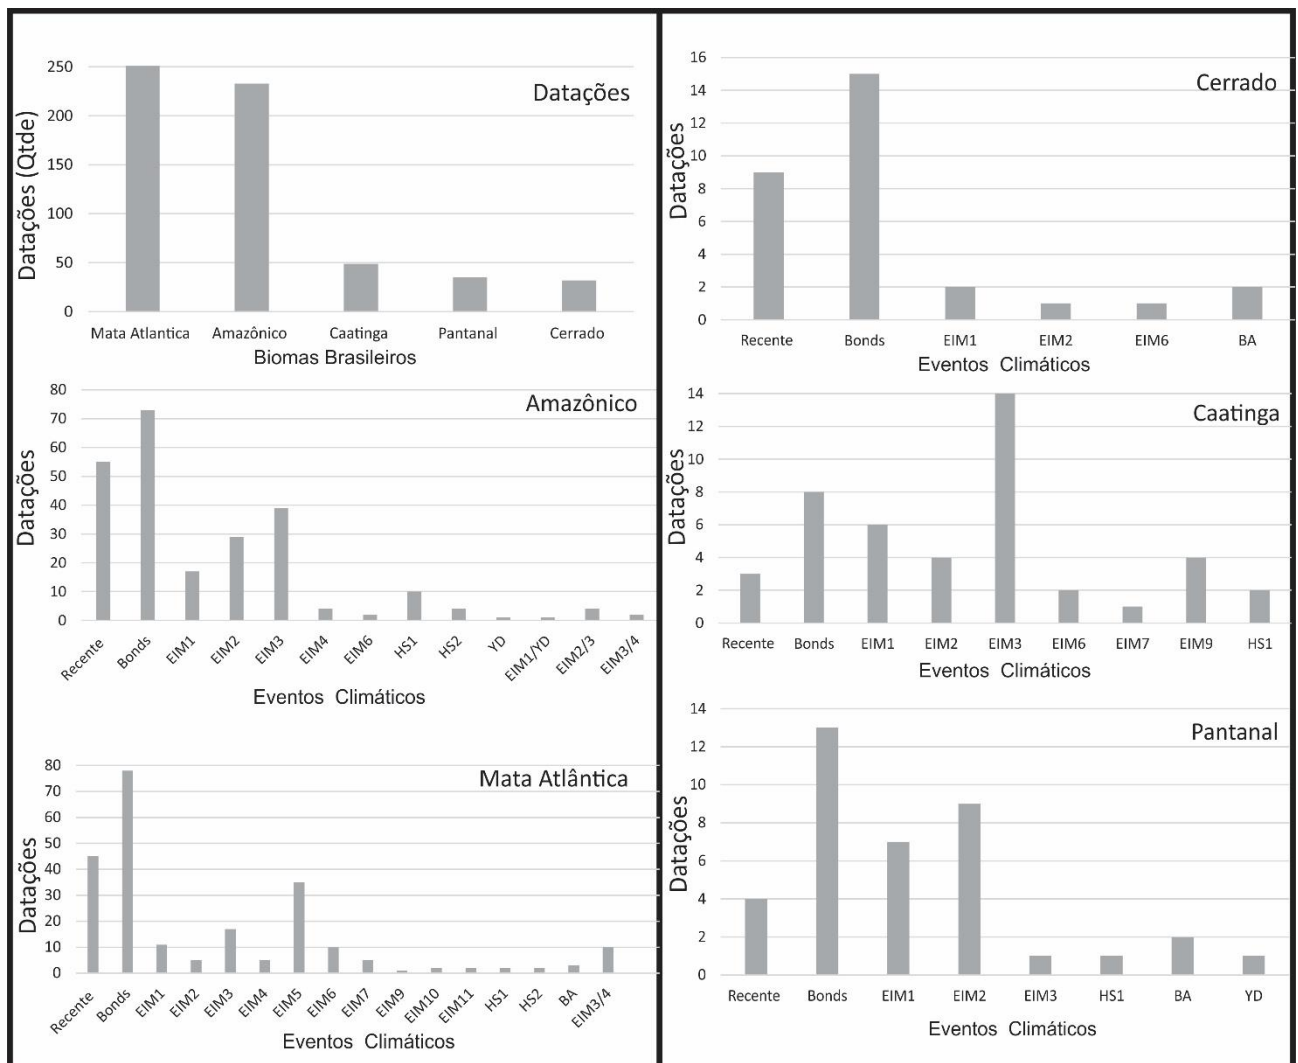 Datações
Datações (Qtde)
250
200
150
100
50
0
Mata Atlantica Amazônico Caatinga Pantanal Cerrado
Biomas Brasileiros
Amazônico
Datações
80
70
60
50
40
30
20
10
0
Recente Bonds EIM1 EIM2 EIM3 EIM4 EIM6 HS1 HS2 YD EIM1/YD EIM2/3 EIM3/4
Eventos Climáticos
Mata Atlântica
Datações
80
70
60
50
40
30
20
10
0
Recente Bonds EIM1 EIM2 EIM3 EIM4 EIM5 EIM6 EIM7 EIM9 EIM10 EIM11 HS1 HS2 BA EIM3/4
Eventos Climáticos
Cerrado
Datações
16
14
12
10
8
6
4
2
0
Recente Bonds EIM1 EIM2 EIM6 BA
Eventos Climáticos
Caatinga
Datações
14
12
10
8
6
4
2
0
Recente Bonds EIM1 EIM2 EIM3 EIM6 EIM7 EIM9 HS1
Eventos Climáticos
Pantanal
Datações
14
12
10
8
6
4
2
0
Recente Bonds EIM1 EIM2 EIM3 HS1 BA YD
Eventos Climáticos